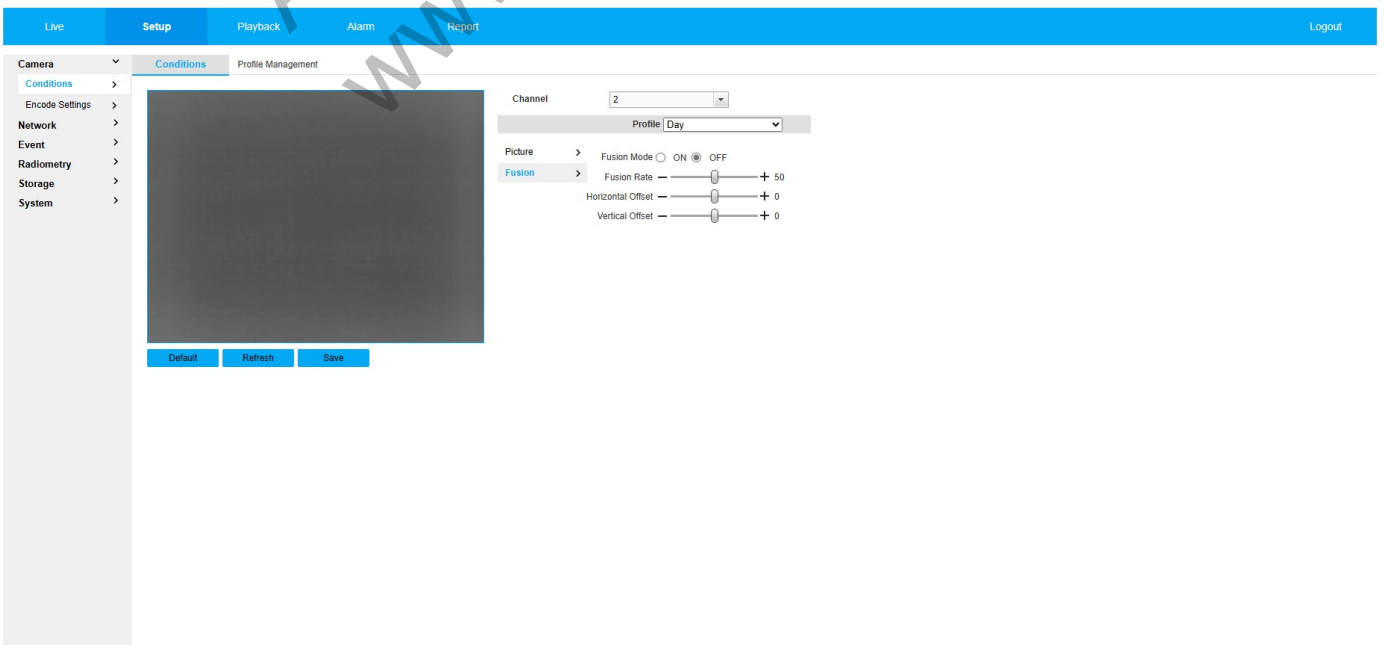 Live Setup Playback Alarm Report Logout
Camera
Conditions
Encode Settings
Network
Event
Radiometry
Storage
System
Conditions Profile Management
Channel 2
Profile Day
Picture
Fusion
Fusion Mode ON OFF
Fusion Rate 50
Horizontal Offset 0
Vertical Offset 0
Default Refresh Save